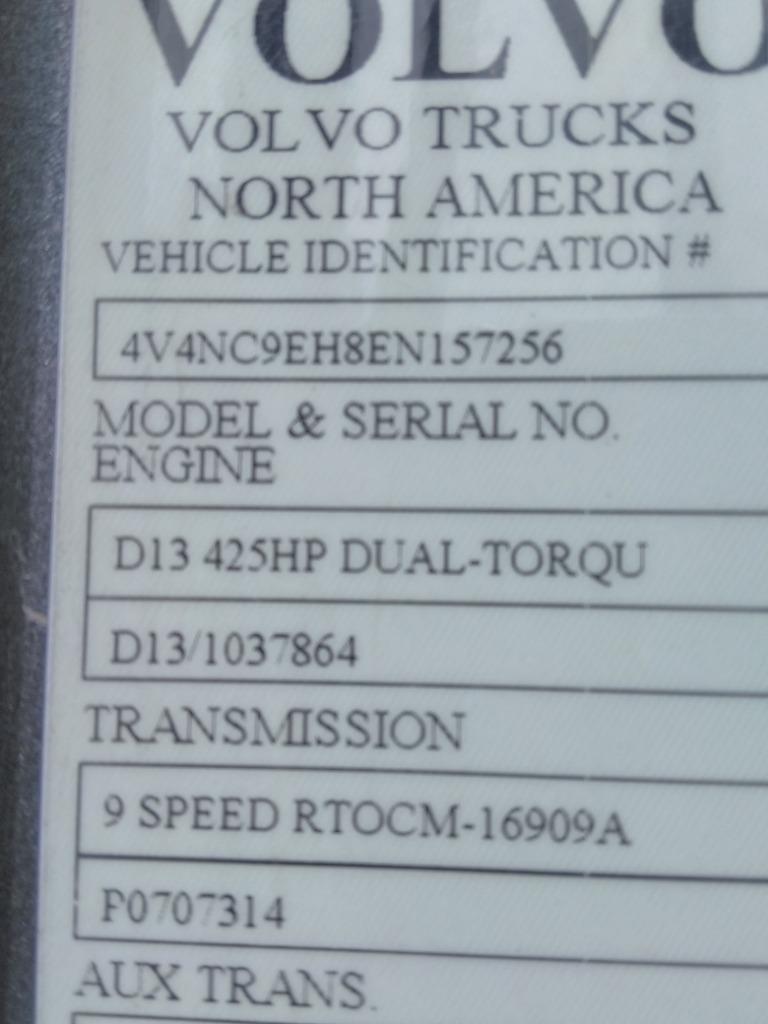 VOLVO
VOLVO TRUCKS
NORTH AMERICA
VEHICLE IDENTIFICATION #
4V4NC9EH8EN157256
MODEL & SERIAL NO.
ENGINE
D13 425HP DUAL-TORQU
D13/1037864
TRANSMISSION
9 SPEED RTOCM-16909A
P0707314
AUX TRANS.